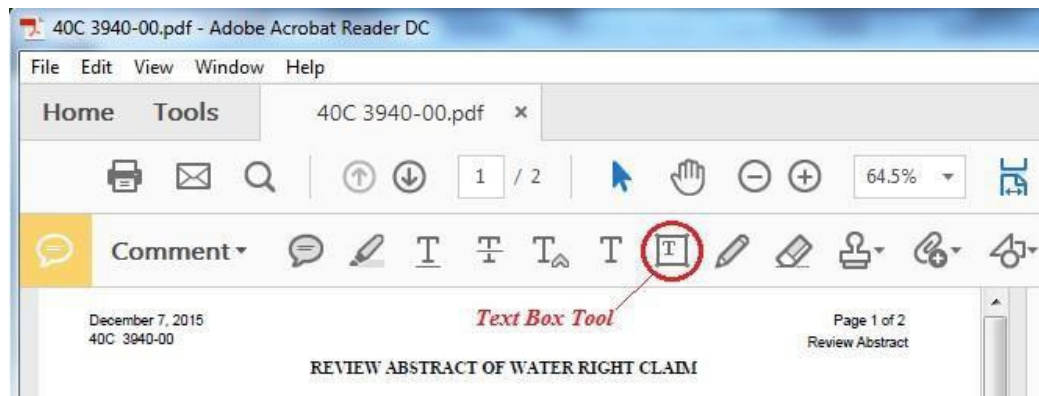 40C 3940-00.pdf - Adobe Acrobat Reader DC
File Edit View Window Help
Home Tools 40C 3940-00.pdf ×
1 / 2 64.5%
Comment T T T T T
Text Box Tool
December 7, 2015 Page 1 of 2
40C 3940-00 Review Abstract
REVIEW ABSTRACT OF WATER RIGHT CLAIM